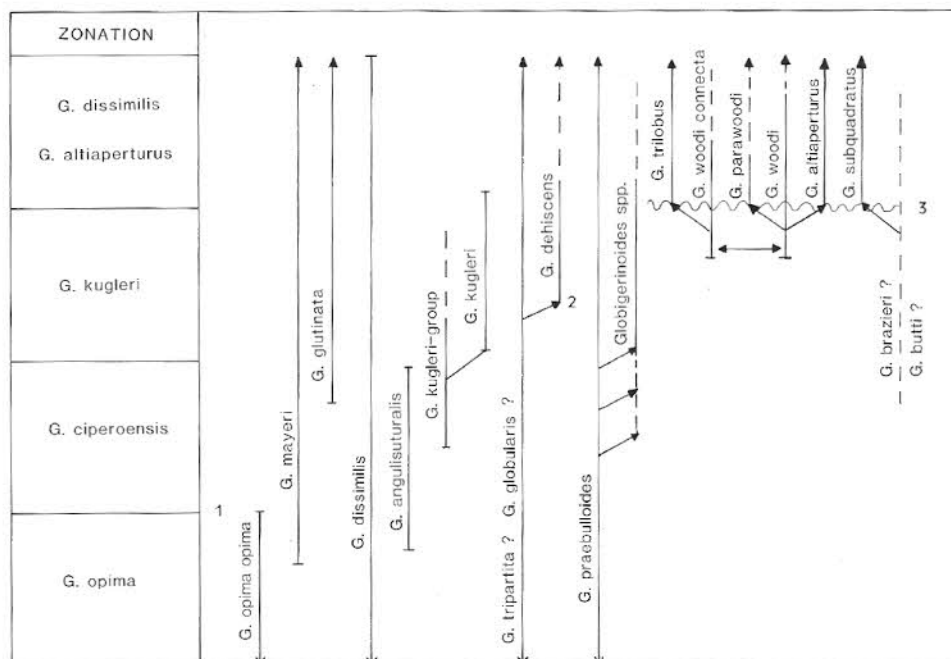 ZONATION
G. dissimilis
G. altiaperturus
G. kugleri
G. ciperoensis
G. opima
1
G. opima opima
G. mayeri
G. glutinata
G. dissimilis
G. angulisuturalis
G. kugleri-group
G. kugleri
G. tripartita ?
G. globularis ?
G. dehiscens
2
G. praebulloides
Globigerinoides spp.
G. trilobus
G. woodi connecta
G. parawoodi
G. woodi
G. altiaperturus
G. subquadratus
3
G. brazieri ?
G. butti ?